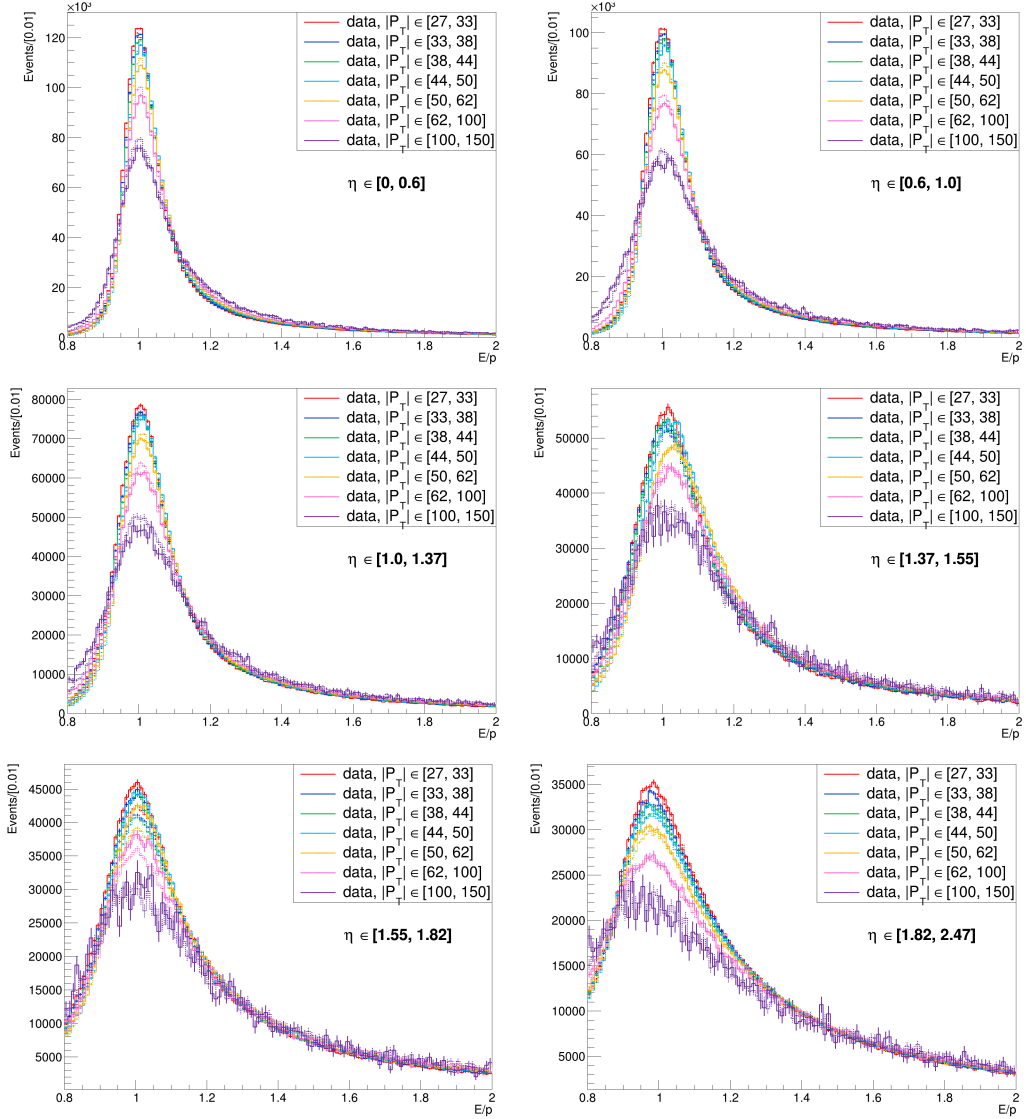 ×10³
Events/[0.01]
120
100
80
60
40
20
0
0.8 1 1.2 1.4 1.6 1.8 2
E/p
data, |P_T| ∈ [27, 33]
data, |P_T| ∈ [33, 38]
data, |P_T| ∈ [38, 44]
data, |P_T| ∈ [44, 50]
data, |P_T| ∈ [50, 62]
data, |P_T| ∈ [62, 100]
data, |P_T| ∈ [100, 150]
η ∈ [0, 0.6]
×10³
Events/[0.01]
100
80
60
40
20
0
0.8 1 1.2 1.4 1.6 1.8 2
E/p
data, |P_T| ∈ [27, 33]
data, |P_T| ∈ [33, 38]
data, |P_T| ∈ [38, 44]
data, |P_T| ∈ [44, 50]
data, |P_T| ∈ [50, 62]
data, |P_T| ∈ [62, 100]
data, |P_T| ∈ [100, 150]
η ∈ [0.6, 1.0]
Events/[0.01]
80000
70000
60000
50000
40000
30000
20000
10000
0
0.8 1 1.2 1.4 1.6 1.8 2
E/p
data, |P_T| ∈ [27, 33]
data, |P_T| ∈ [33, 38]
data, |P_T| ∈ [38, 44]
data, |P_T| ∈ [44, 50]
data, |P_T| ∈ [50, 62]
data, |P_T| ∈ [62, 100]
data, |P_T| ∈ [100, 150]
η ∈ [1.0, 1.37]
Events/[0.01]
50000
40000
30000
20000
10000
0
0.8 1 1.2 1.4 1.6 1.8 2
E/p
data, |P_T| ∈ [27, 33]
data, |P_T| ∈ [33, 38]
data, |P_T| ∈ [38, 44]
data, |P_T| ∈ [44, 50]
data, |P_T| ∈ [50, 62]
data, |P_T| ∈ [62, 100]
data, |P_T| ∈ [100, 150]
η ∈ [1.37, 1.55]
Events/[0.01]
45000
40000
35000
30000
25000
20000
15000
10000
5000
0.8 1 1.2 1.4 1.6 1.8 2
E/p
data, |P_T| ∈ [27, 33]
data, |P_T| ∈ [33, 38]
data, |P_T| ∈ [38, 44]
data, |P_T| ∈ [44, 50]
data, |P_T| ∈ [50, 62]
data, |P_T| ∈ [62, 100]
data, |P_T| ∈ [100, 150]
η ∈ [1.55, 1.82]
Events/[0.01]
35000
30000
25000
20000
15000
10000
5000
0.8 1 1.2 1.4 1.6 1.8 2
E/p
data, |P_T| ∈ [27, 33]
data, |P_T| ∈ [33, 38]
data, |P_T| ∈ [38, 44]
data, |P_T| ∈ [44, 50]
data, |P_T| ∈ [50, 62]
data, |P_T| ∈ [62, 100]
data, |P_T| ∈ [100, 150]
η ∈ [1.82, 2.47]